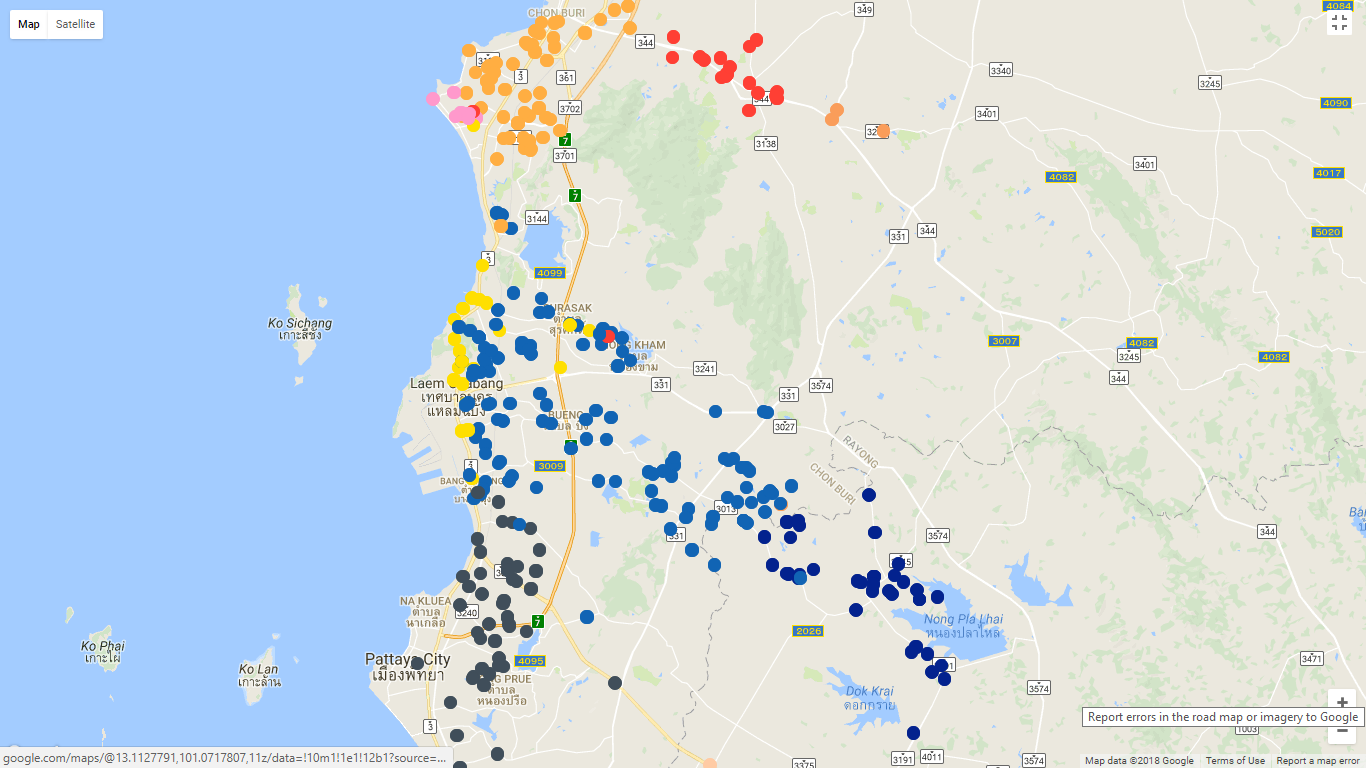 Map Satellite
CHON BURI
349
4084
344
3
361
3340
3245
3702
4090
344
3401
7
3701
3138
3401
4082
4017
7
3144
331
344
5020
3
4099
Ko Sichang
เกาะสีชัง
3007
4082
3245
4082
3241
344
331
3574
331
Laem
เทศบาลนคร
แหลมฉบัง
BUENG
3027
RAYONG
CHON BURI
3
3009
3013
331
3574
344
NA KLUEA
ตำบล
นาเกลือ
3240
7
Nong Pla Lhai
หนองปลาไหล
2026
Ko Phai
เกาะไผ่
Ko Lan
เกาะล้าน
Pattaya City
เมืองพัทยา
4095
3471
PRUE
ตำบล
หนองปรือ
Dok Krai
ดอกกราย
3574
3
+
Report errors in the road map or imagery to Google
1003
−
google.com/maps/@13.1127791,101.0717807,11z/data=!10m1!1e1!12b1?source=...
3375
3191
4011
3574
Map data ©2018 Google Terms of Use Report a map error